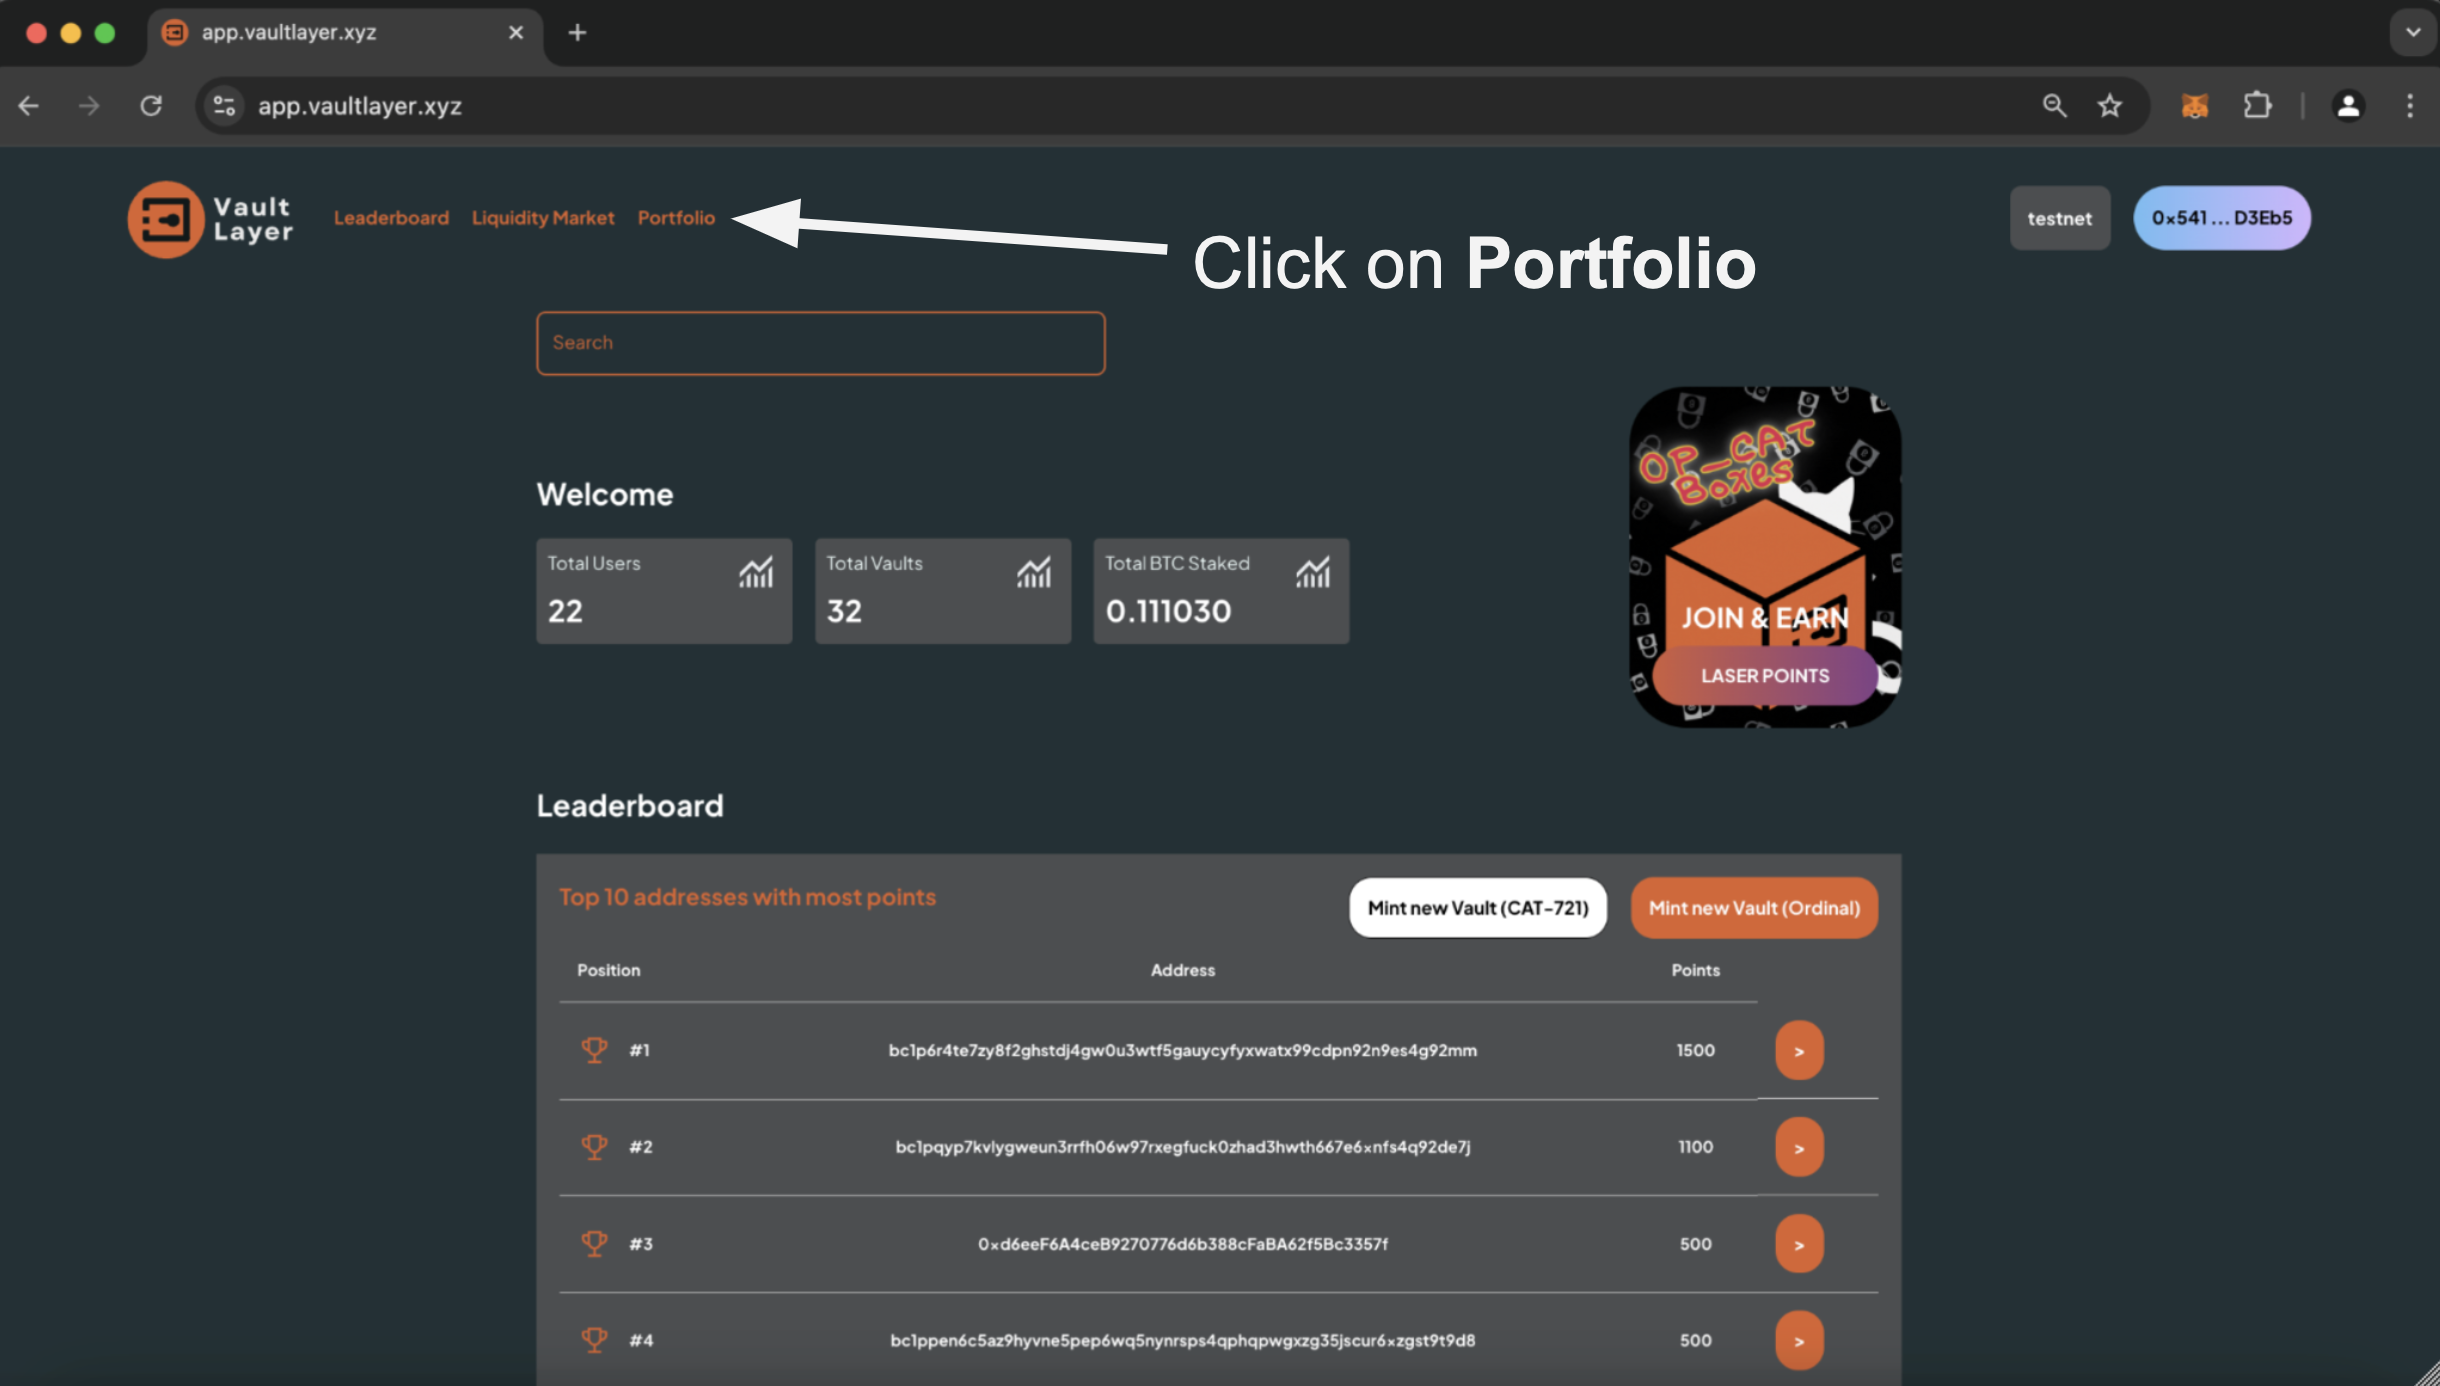 app.vaultlayer.xyz
app.vaultlayer.xyz
Vault
Layer
Leaderboard
Liquidity Market
Portfolio
testnet
0x541 ... D3Eb5
Click on Portfolio
Search
OP_CAT
Boxes
JOIN & EARN
LASER POINTS
Welcome
Total Users
22
Total Vaults
32
Total BTC Staked
0.111030
Leaderboard
Top 10 addresses with most points
Mint new Vault (CAT-721)
Mint new Vault (Ordinal)
Position Address Points
#1 bc1p6r4te7zy8f2ghstdj4gw0u3wtf5gauycyfyxwatx99cdpn92n9es4g92mm 1500 >
#2 bc1pqyp7kvlygweun3rrfh06w97rxegfuck0zhad3hwth667e6xnfs4q92de7j 1100 >
#3 0xd6eeF6A4ceB9270776d6b388cFaBA62f5Bc3357f 500 >
#4 bc1ppen6c5az9hyvne5pep6wq5nynrsps4qphqpwgxzg35jscur6xzgst9t9d8 500 >